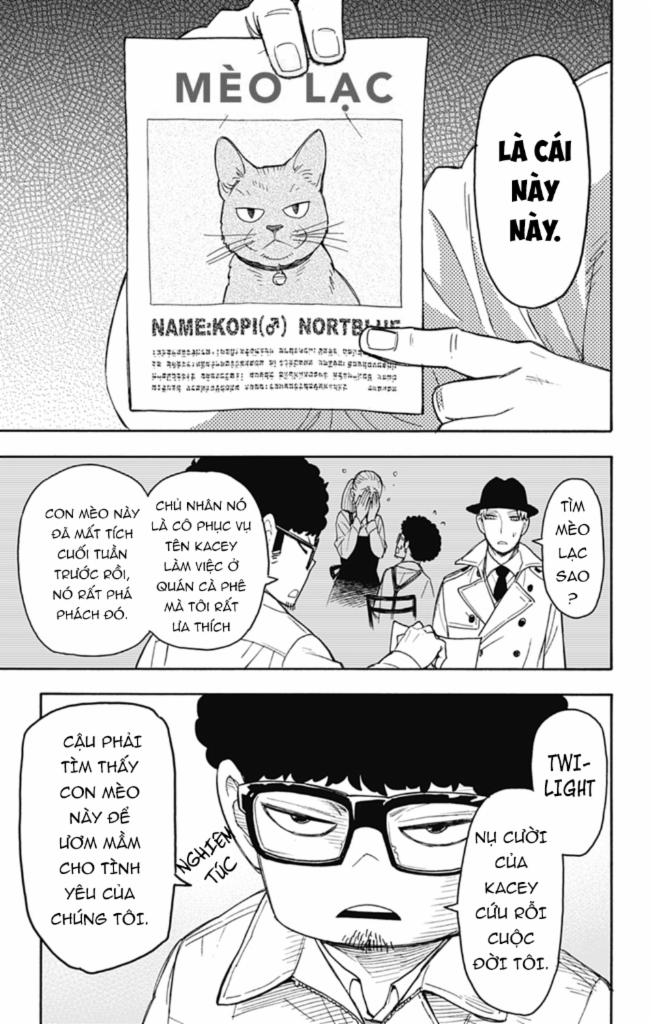 LÀ CÁI
NÀY
NÀY.
MÈO LẠC
NAME:KOPI(♂) NORTBLUE
TÌM
MÈO
LẠC
SAO
?
CHỦ NHÂN NÓ
LÀ CÔ PHỤC VỤ
TÊN KACEY
LÀM VIỆC Ở
QUÁN CÀ PHÊ
MÀ TÔI RẤT
ƯA THÍCH
CON MÈO NÀY
ĐÃ MẤT TÍCH
CUỐI TUẦN
TRƯỚC RỒI,
NÓ RẤT PHÁ
PHÁCH ĐÓ.
TWI-
LIGHT
NỤ CƯỜI
CỦA
KACEY
CỨU RỖI
CUỘC
ĐỜI TÔI.
NGHIÊM
TÚC
CẬU PHẢI
TÌM THẤY
CON MÈO
NÀY ĐỂ
ƯƠM MẦM
CHO TÌNH
YÊU CỦA
CHÚNG TÔI.